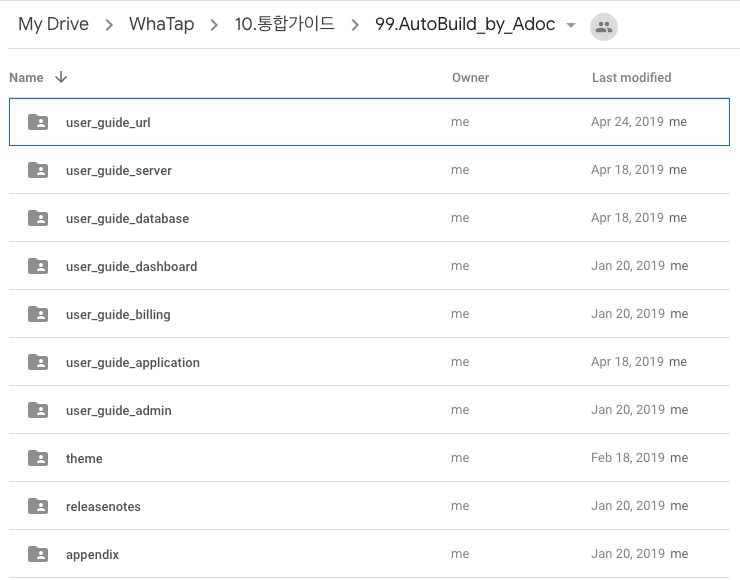 My Drive > WhaTap > 10.통합가이드 > 99.AutoBuild_by_Adoc
Name ↓ Owner Last modified
user_guide_url me Apr 24, 2019 me
user_guide_server me Apr 18, 2019 me
user_guide_database me Apr 18, 2019 me
user_guide_dashboard me Jan 20, 2019 me
user_guide_billing me Jan 20, 2019 me
user_guide_application me Apr 18, 2019 me
user_guide_admin me Jan 20, 2019 me
theme me Feb 18, 2019 me
releasenotes me Jan 20, 2019 me
appendix me Jan 20, 2019 me